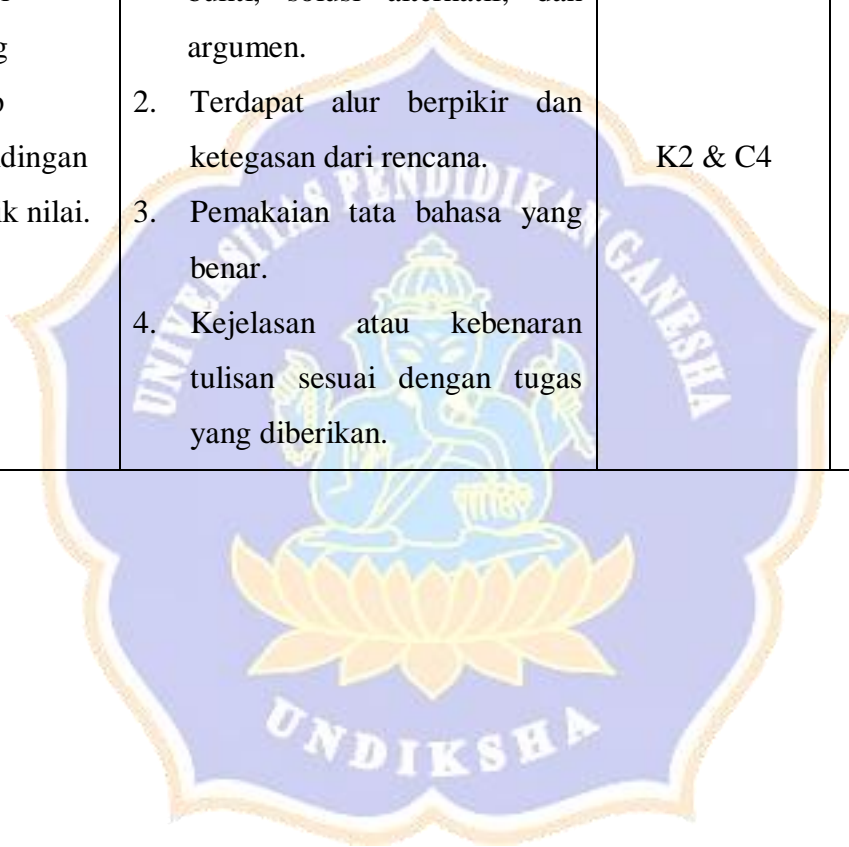 argumen.
2. Terdapat alur berpikir dan
ketegasan dari rencana.
3. Pemakaian tata bahasa yang
benar.
4. Kejelasan atau kebenaran
tulisan sesuai dengan tugas
yang diberikan.
k nilai.
K2 & C4
UNIVERSITAS PENDIDIKAN GANESHA
UNDIKSHA